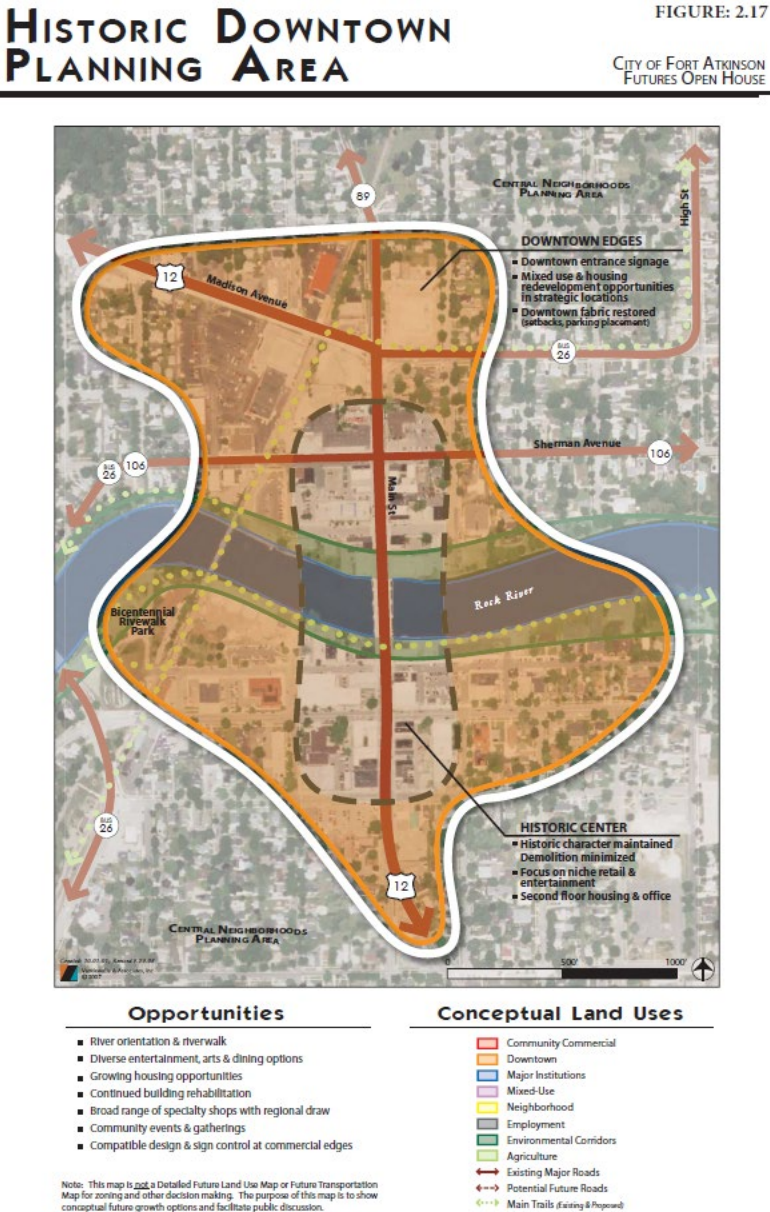 FIGURE: 2.17
HISTORIC DOWNTOWN
PLANNING AREA
CITY OF FORT ATKINSON
FUTURES OPEN HOUSE
89
CENTRAL NEIGHBORHOODS
PLANNING AREA
High St
DOWNTOWN EDGES
▪ Downtown entrance signage
▪ Mixed use & housing
redevelopment opportunities
in strategic locations
▪ Downtown fabric restored
(setbacks, parking placement)
12
Madison Avenue
BUS
26
Sherman Avenue
106
BUS
26
106
Main St
Rock River
Bicentennial
Riverwalk
Park
BUS
26
HISTORIC CENTER
▪ Historic character maintained
Demolition minimized
▪ Focus on niche retail &
entertainment
▪ Second floor housing & office
12
CENTRAL NEIGHBORHOODS
PLANNING AREA
0 500' 1000'
Opportunities
▪ River orientation & riverwalk
▪ Diverse entertainment, arts & dining options
▪ Growing housing opportunities
▪ Continued building rehabilitation
▪ Broad range of specialty shops with regional draw
▪ Community events & gatherings
▪ Compatible design & sign control at commercial edges
Note: This map is not a Detailed Future Land Use Map or Future Transportation
Map for zoning and other decision making. The purpose of this map is to show
conceptual future growth options and facilitate public discussion.
Conceptual Land Uses
Community Commercial
Downtown
Major Institutions
Mixed-Use
Neighborhood
Employment
Environmental Corridors
Agriculture
Existing Major Roads
Potential Future Roads
Main Trails (Existing & Proposed)